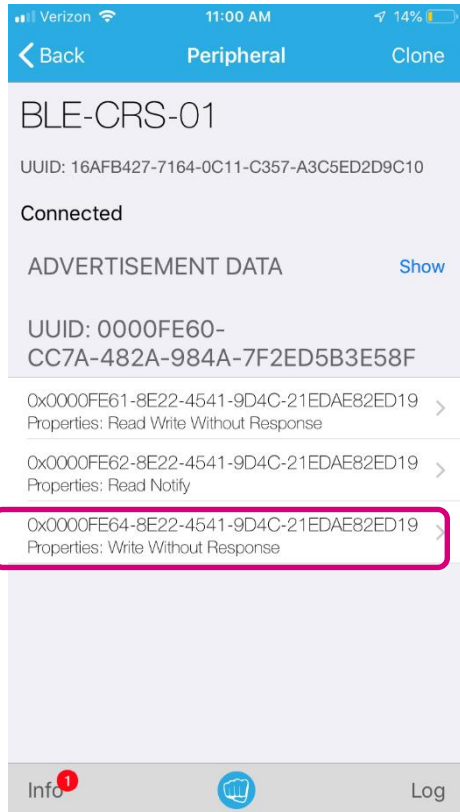 Verizon 11:00 AM 14%
Back Peripheral Clone
BLE-CRS-01
UUID: 16AFB427-7164-0C11-C357-A3C5ED2D9C10
Connected
ADVERTISEMENT DATA Show
UUID: 0000FE60-
CC7A-482A-984A-7F2ED5B3E58F
0x0000FE61-8E22-4541-9D4C-21EDAE82ED19
Properties: Read Write Without Response
0x0000FE62-8E22-4541-9D4C-21EDAE82ED19
Properties: Read Notify
0x0000FE64-8E22-4541-9D4C-21EDAE82ED19
Properties: Write Without Response
Info 1 Log